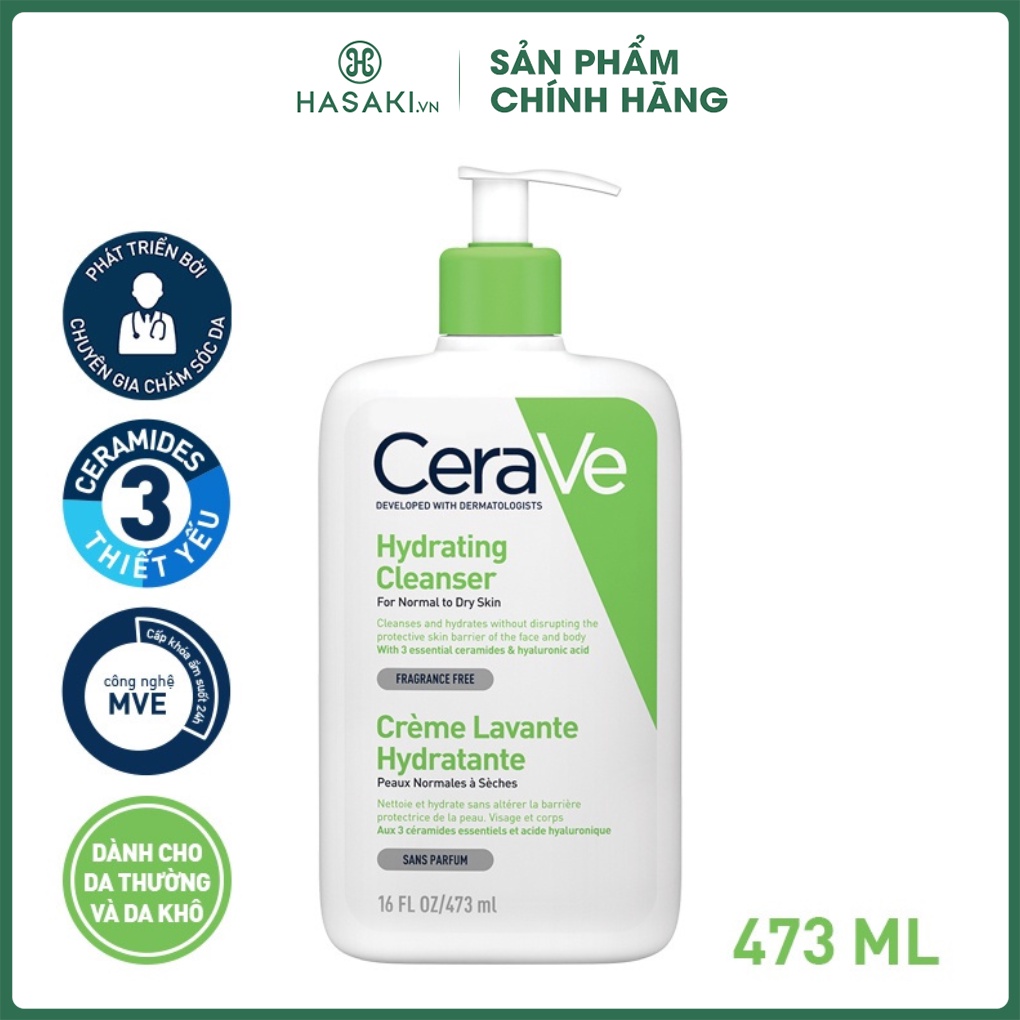 HASAKI.VN
SẢN PHẨM
CHÍNH HÃNG
PHÁT TRIỂN BỞI
CHUYÊN GIA CHĂM SÓC DA
CERAMIDES
3
THIẾT YẾU
Cấp khóa ẩm suốt 24h
công nghệ
MVE
DÀNH CHO
DA THƯỜNG
VÀ DA KHÔ
CeraVe
DEVELOPED WITH DERMATOLOGISTS
Hydrating
Cleanser
For Normal to Dry Skin
Cleanses and hydrates without disrupting the
protective skin barrier of the face and body
With 3 essential ceramides & hyaluronic acid
FRAGRANCE FREE
Crème Lavante
Hydratante
Peaux Normales à Sèches
Nettoie et hydrate sans altérer la barrière
protectrice de la peau. Visage et corps
Aux 3 céramides essentiels et acide hyaluronique
SANS PARFUM
16 FL OZ/473 ml
473 ML